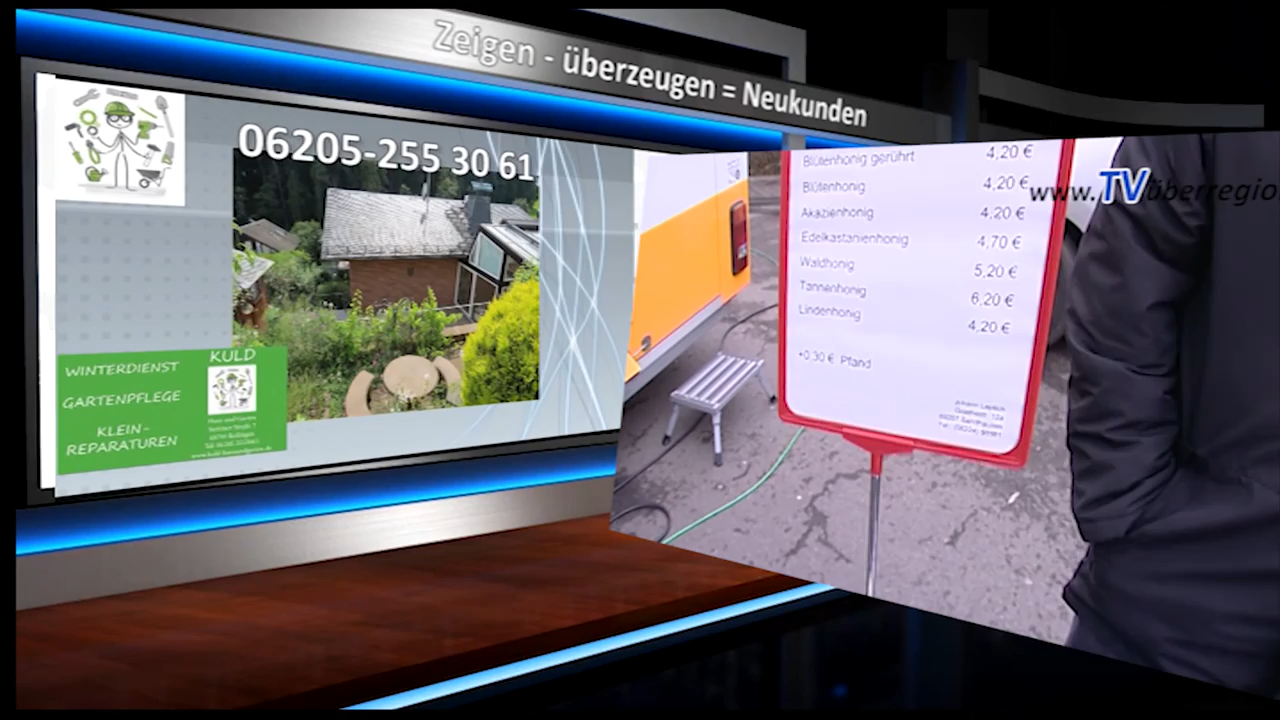 Zeigen - überzeugen = Neukunden
06205-255 30 61
WINTERDIENST
GARTENPFLEGE
KLEIN-
REPARATUREN
KULD
Blütenhonig gerührt 4,20 €
Blütenhonig 4,20 €
Akazienhonig 4,20 €
Edelkastanienhonig 4,70 €
Waldhonig 5,20 €
Tannenhonig 6,20 €
Lindenhonig 4,20 €
+0,30 € Pfand
www.TVüberregio